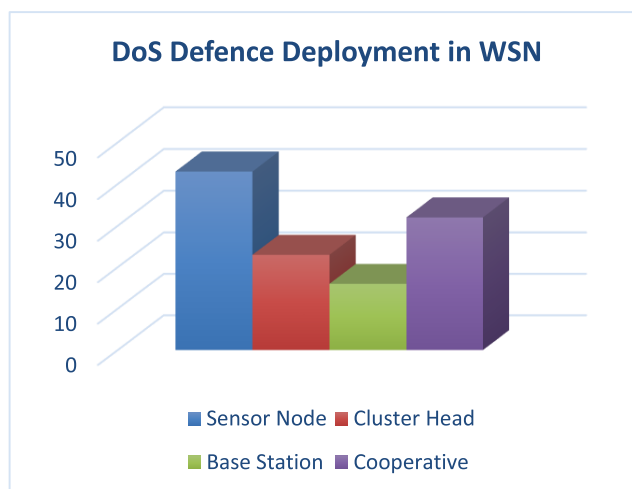 DoS Defence Deployment in WSN
50
40
30
20
10
0
Sensor Node Cluster Head
Base Station Cooperative